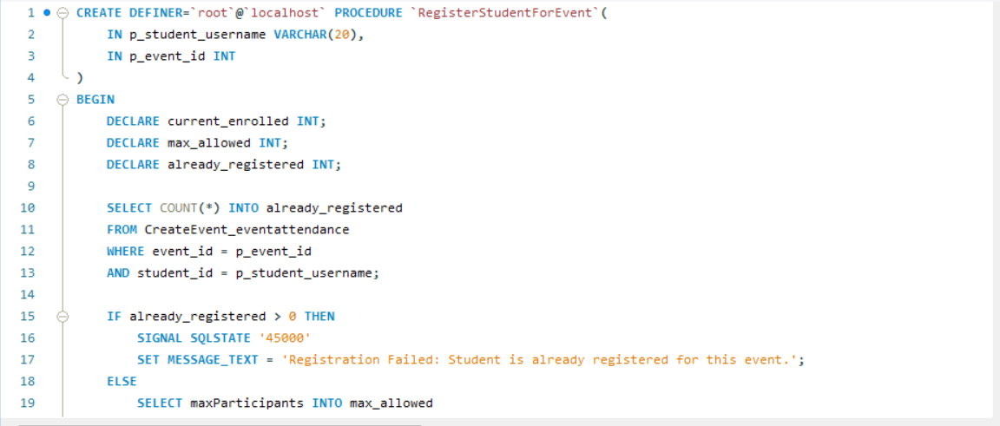 1 CREATE DEFINER=`root`@`localhost` PROCEDURE `RegisterStudentForEvent`(
2 IN p_student_username VARCHAR(20),
3 IN p_event_id INT
4 )
5 BEGIN
6 DECLARE current_enrolled INT;
7 DECLARE max_allowed INT;
8 DECLARE already_registered INT;
9
10 SELECT COUNT(*) INTO already_registered
11 FROM CreateEvent_eventattendance
12 WHERE event_id = p_event_id
13 AND student_id = p_student_username;
14
15 IF already_registered > 0 THEN
16 SIGNAL SQLSTATE '45000'
17 SET MESSAGE_TEXT = 'Registration Failed: Student is already registered for this event.';
18 ELSE
19 SELECT maxParticipants INTO max_allowed